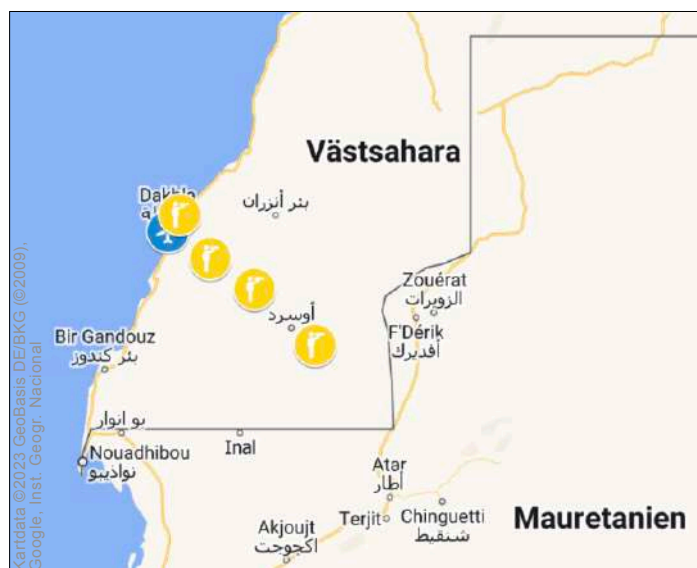 Västsahara
Dakhla
بئر أنزران
Zouérat
الزويرات
أوسرد
F'Dérik
أفديرك
Bir Gandouz
بئر كندوز
بو انوار
Inal
Nouadhibou
نواذيبو
Atar
أطار
Terjit
Chinguetti
شنقيط
Mauretanien
Akjoujt
اكجوجت
Kartdata ©2023 GeoBasis DE/BKG (©2009),
Google, Inst. Geogr. Nacional